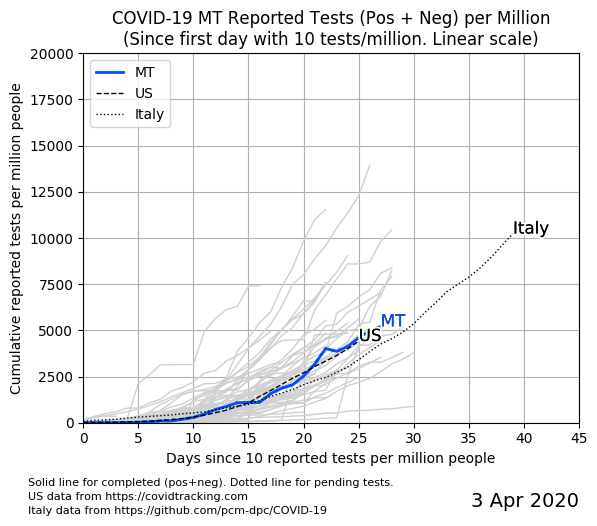 COVID-19 MT Reported Tests (Pos + Neg) per Million
(Since first day with 10 tests/million. Linear scale)
Cumulative reported tests per million people
20000
17500
15000
12500
10000
7500
5000
2500
0
MT
US
Italy
Italy
MT
US
0 5 10 15 20 25 30 35 40 45
Days since 10 reported tests per million people
Solid line for completed (pos+neg). Dotted line for pending tests.
US data from https://covidtracking.com
Italy data from https://github.com/pcm-dpc/COVID-19
3 Apr 2020